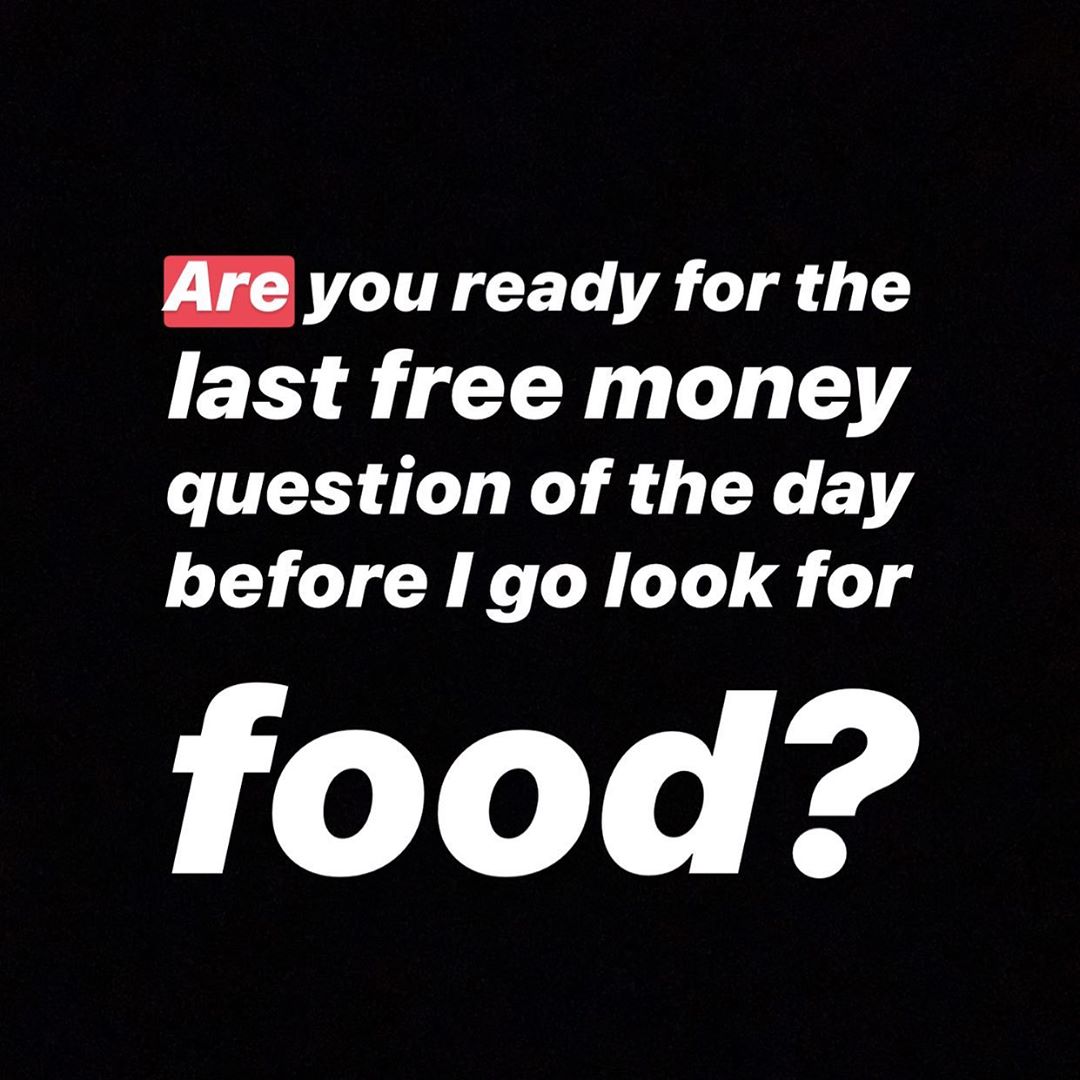 Are you ready for the
last free money
question of the day
before I go look for
food?